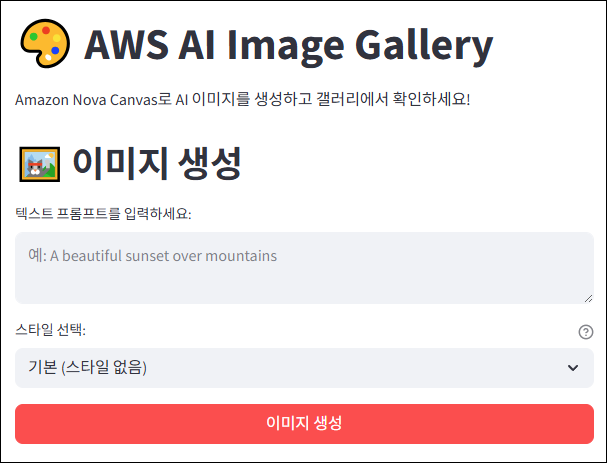 AWS AI Image Gallery
Amazon Nova Canvas로 AI 이미지를 생성하고 갤러리에서 확인하세요!
이미지 생성
텍스트 프롬프트를 입력하세요:
예: A beautiful sunset over mountains
스타일 선택:
기본 (스타일 없음)
이미지 생성